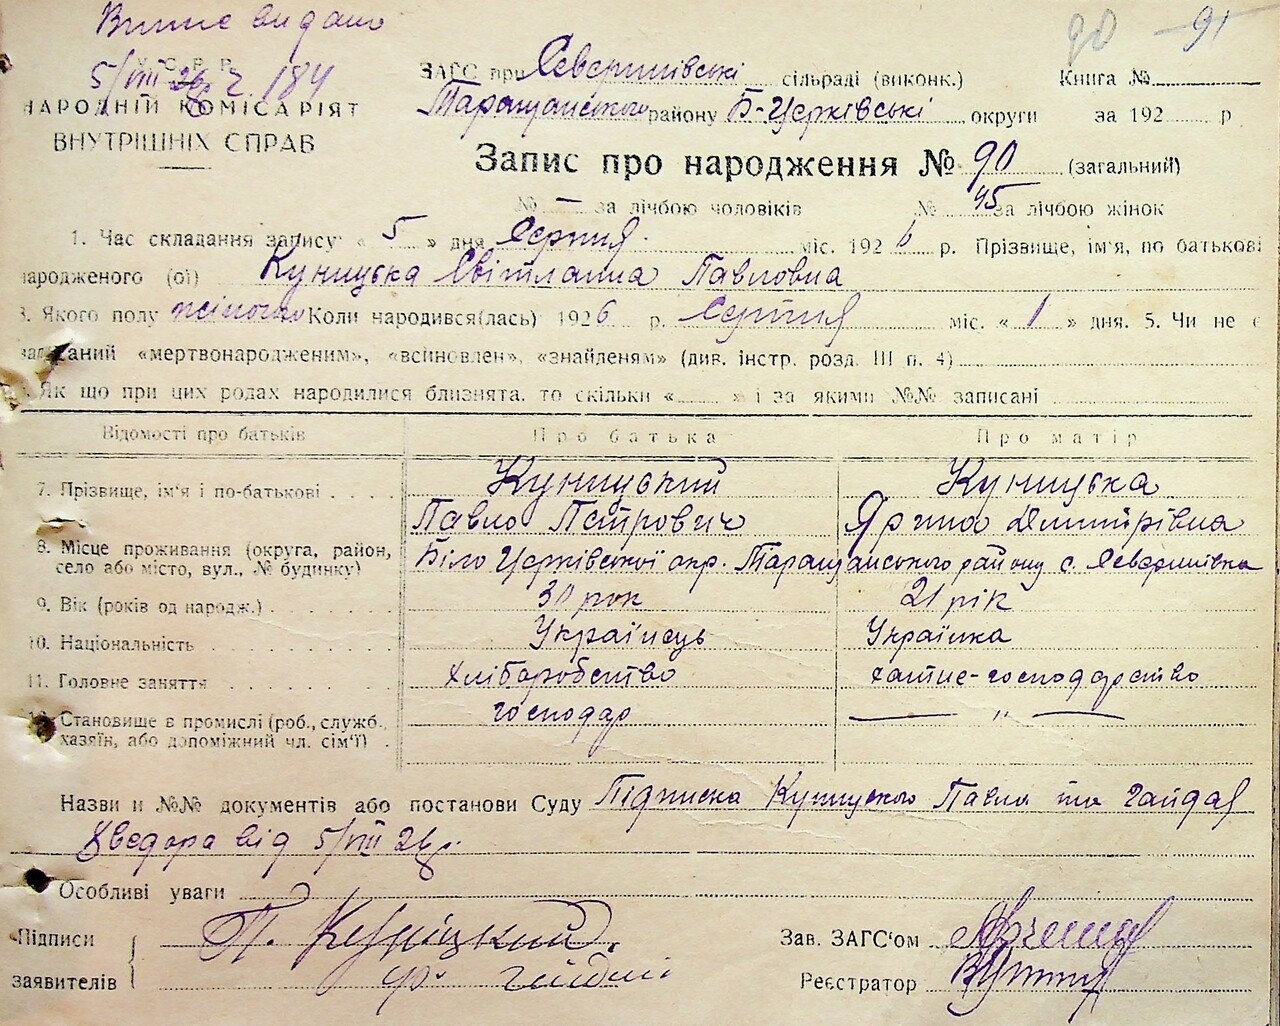 Витяг видано
У.С.Р.Р.
5/VIII 26 р. 184
НАРОДНІЙ КОМІСАРІЯТ
ВНУТРІШНІХ СПРАВ
90 – 91
ЗАГС при Северинівські сільраді (виконк.) Книга №
Таращанського району Б-Церківські округи за 192 р
Запис про народження № 90 (загальний)
№ – за лічбою чоловіків № 45 за лічбою жінок
1. Час складання запису: « 5 » дня Серпня міс. 192 6 р. Прізвище, ім'я, по батькові
народженого (ої) Куницька Світлана Павловна
3. Якого полу жіночо Коли народився(лась) 192 6 р. Серпня міс. « 1 » дня. 5. Чи не є
записаний «мертвонародженим», «всиновлен», «знайденям» (див. інстр. розд. III п. 4)
Як що при цих родах народилися близнята, то скільки « » і за якими №№ записані
Відомості про батьків Про батька Про матір
7. Прізвище, ім'я і по-батькові Куницький Куницька
Павло Петрович Ярина Дмитрівна
8. Місце проживання (округа, район, село або місто, вул., № будинку) Біло Церківської окр. Таращанського району с. Северинівка
9. Вік (років од народж.) 30 рок 21 рік
10. Національність Українець Українка
11. Головне заняття Хліборобство хатне-господарство
12. Становище в промислі (роб., служб. господар — " —
хазяїн, або допоміжний чл. сім'ї)
Назви и №№ документів або постанови Суду Підписка Куницкого Павла та Гайдая
Хведора від 5/VIII 26 р.
Особливі уваги
Підписи П. Куніцкий Зав. ЗАГС'ом
заявителів Реєстратор